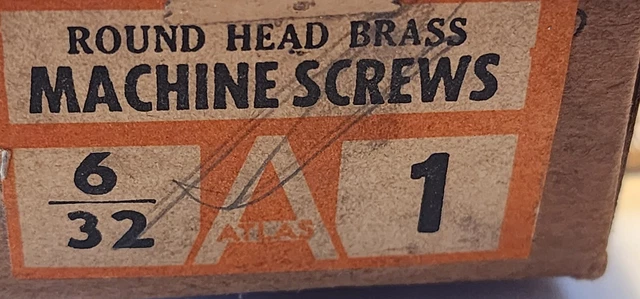 ROUND HEAD BRASS
MACHINE SCREWS
6
32
A
ATLAS
1